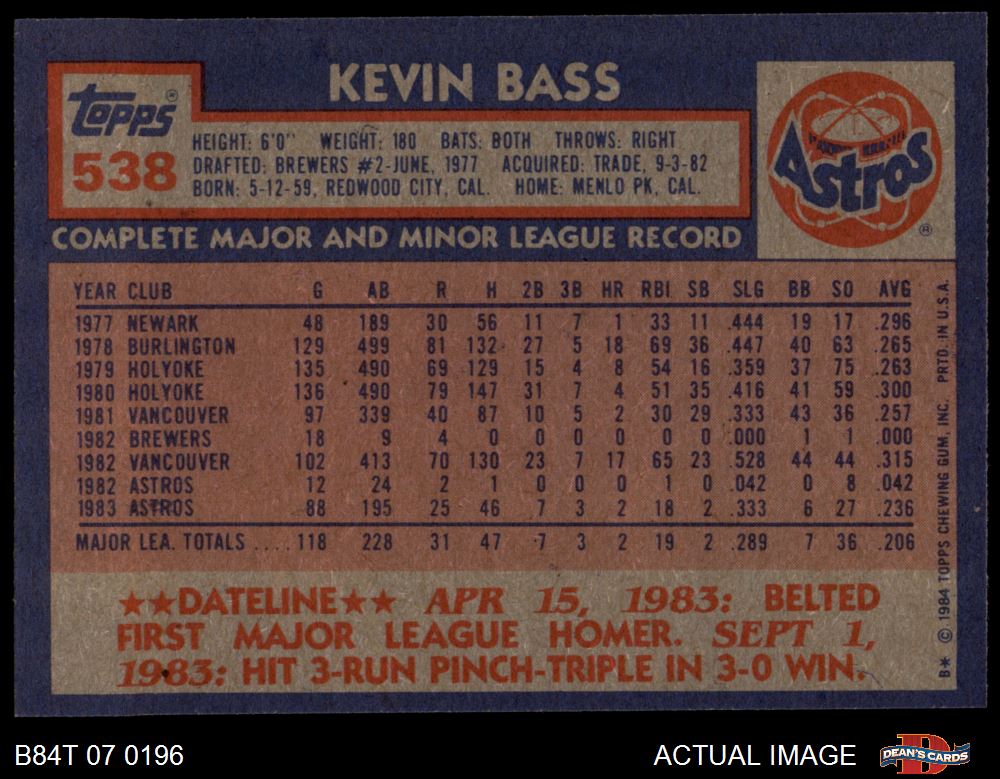 KEVIN BASS
Topps®
538
HEIGHT: 6'0" WEIGHT: 180 BATS: BOTH THROWS: RIGHT
DRAFTED: BREWERS #2-JUNE, 1977 ACQUIRED: TRADE, 9-3-82
BORN: 5-12-59, REDWOOD CITY, CAL. HOME: MENLO PK, CAL.
Astros
®
COMPLETE MAJOR AND MINOR LEAGUE RECORD
YEAR CLUB G AB R H 2B 3B HR RBI SB SLG BB SO AVG
1977 NEWARK 48 189 30 56 11 7 1 33 11 .444 19 17 .296
1978 BURLINGTON 129 499 81 132 27 5 18 69 36 .447 40 63 .265
1979 HOLYOKE 135 490 69 129 15 4 8 54 16 .359 37 75 .263
1980 HOLYOKE 136 490 79 147 31 7 4 51 35 .416 41 59 .300
1981 VANCOUVER 97 339 40 87 10 5 2 30 29 .333 43 36 .257
1982 BREWERS 18 9 4 0 0 0 0 0 0 .000 1 1 .000
1982 VANCOUVER 102 413 70 130 23 7 17 65 23 .528 44 44 .315
1982 ASTROS 12 24 2 1 0 0 0 1 0 .042 0 8 .042
1983 ASTROS 88 195 25 46 7 3 2 18 2 .333 6 27 .236
MAJOR LEA. TOTALS ....118 228 31 47 7 3 2 19 2 .289 7 36 .206
★★DATELINE★★ APR 15, 1983: BELTED
FIRST MAJOR LEAGUE HOMER. SEPT 1,
1983: HIT 3-RUN PINCH-TRIPLE IN 3-0 WIN.
B* © 1984 TOPPS CHEWING GUM, INC. PRTD. IN U.S.A.
B84T 07 0196
ACTUAL IMAGE
DEAN'S CARDS